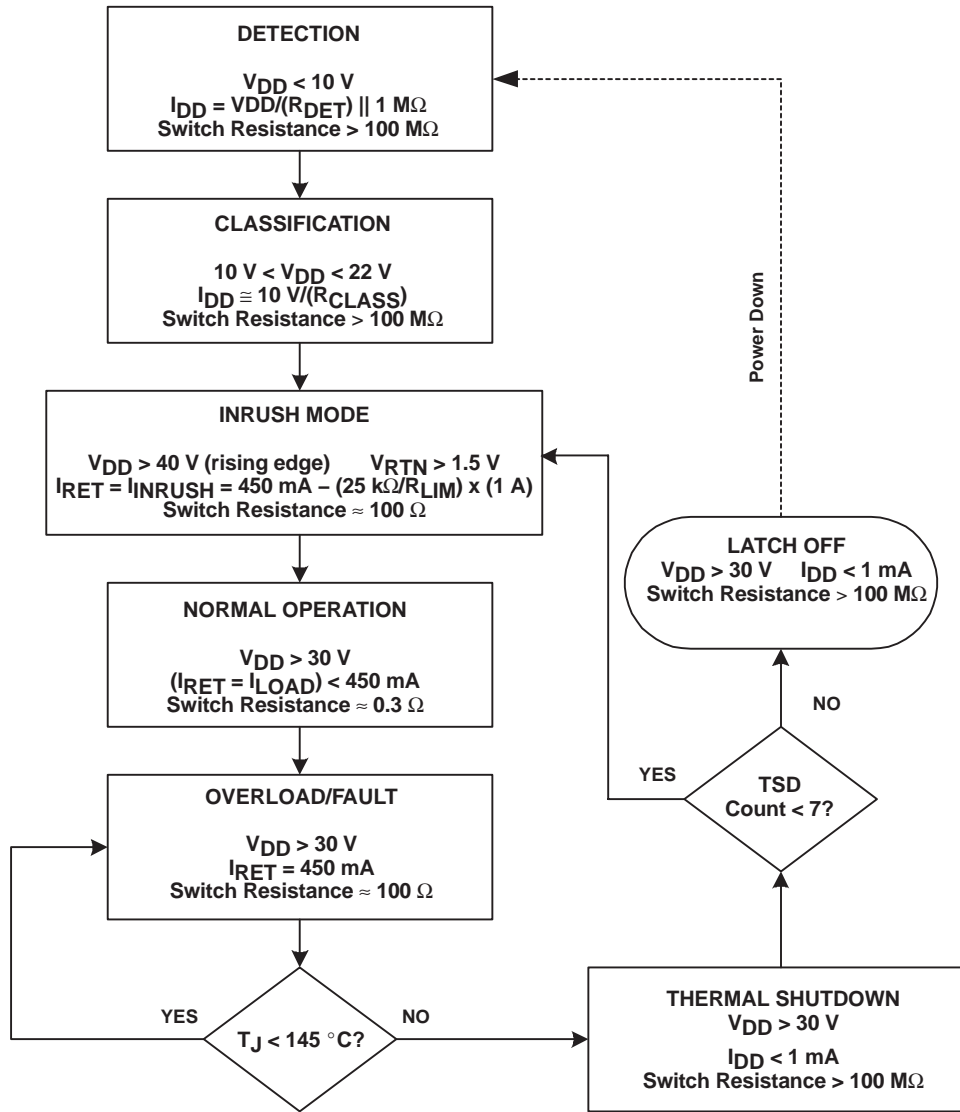 DETECTION
VDD < 10 V
IDD = VDD/(RDET) || 1 MΩ
Switch Resistance > 100 MΩ
CLASSIFICATION
10 V < VDD < 22 V
IDD ≅ 10 V/(RCLASS)
Switch Resistance > 100 MΩ
INRUSH MODE
VDD > 40 V (rising edge) VRTN > 1.5 V
IRET = IINRUSH = 450 mA – (25 kΩ/RLIM) x (1 A)
Switch Resistance ≈ 100 Ω
NORMAL OPERATION
VDD > 30 V
(IRET = ILOAD) < 450 mA
Switch Resistance ≈ 0.3 Ω
OVERLOAD/FAULT
VDD > 30 V
IRET = 450 mA
Switch Resistance ≈ 100 Ω
YES
TJ < 145 °C?
NO
THERMAL SHUTDOWN
VDD > 30 V
IDD < 1 mA
Switch Resistance > 100 MΩ
YES
TSD
Count < 7?
NO
LATCH OFF
VDD > 30 V IDD < 1 mA
Switch Resistance > 100 MΩ
Power Down